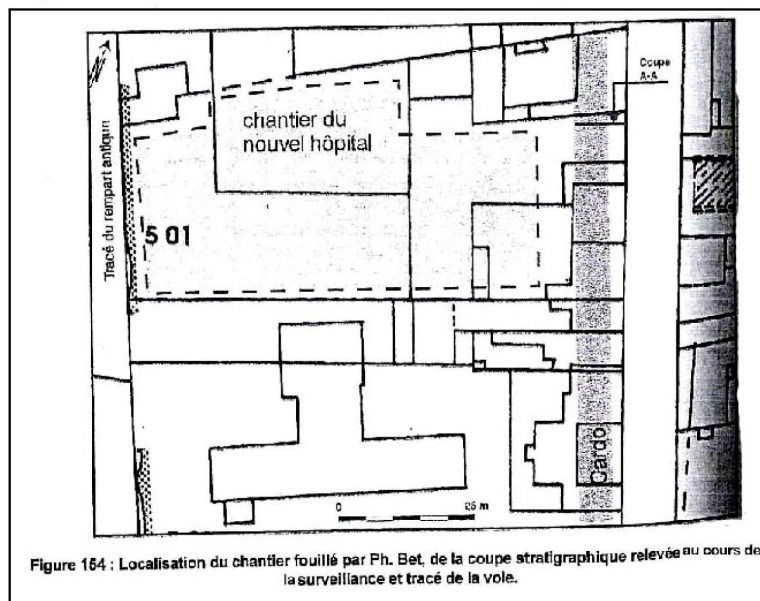 N
Coupe
A-A
chantier du
nouvel hôpital
Tracé du rempart antique
5 01
Cardo
0 25 m
Figure 154 : Localisation du chantier fouillé par Ph. Bet, de la coupe stratigraphique relevée au cours de
la surveillance et tracé de la voie.